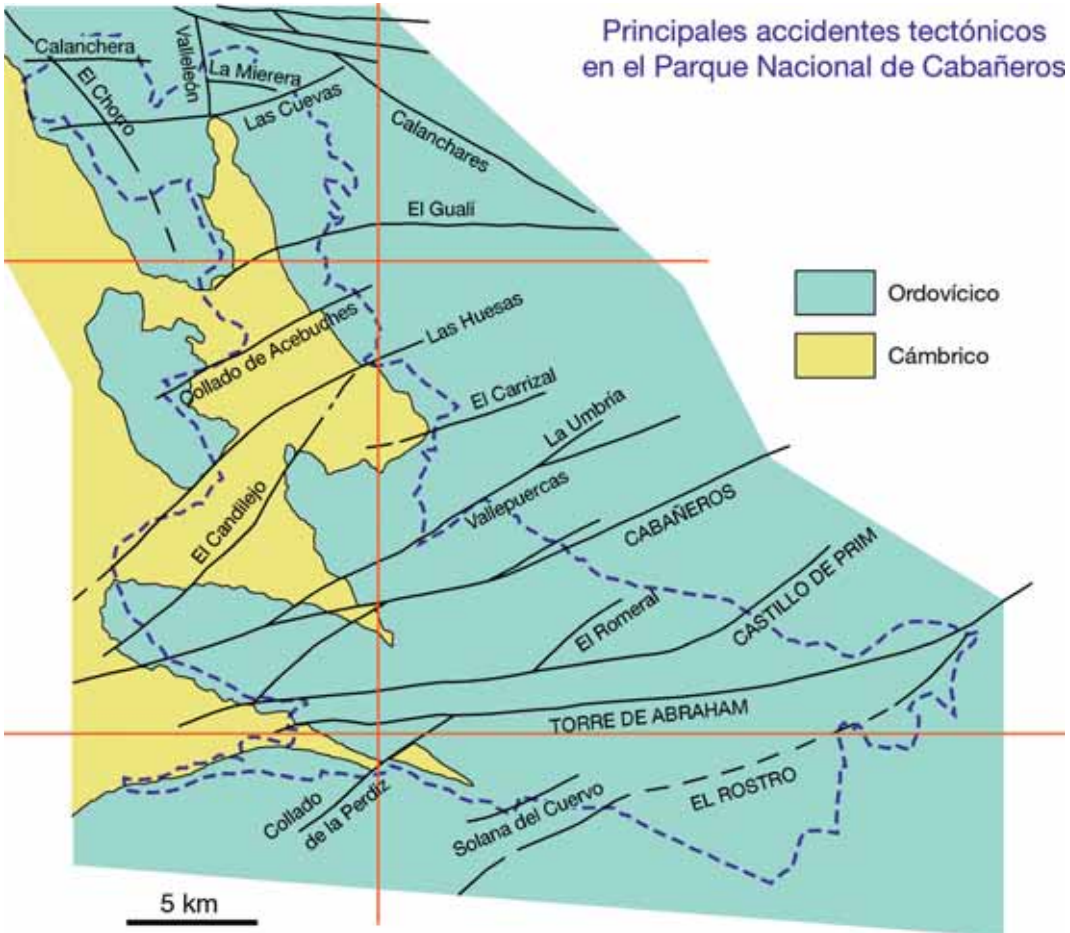 Principales accidentes tectónicos
en el Parque Nacional de Cabañeros
Calanchera
Valleleón
La Mierera
El Chorro
Las Cuevas
Calanchares
El Gualí
Ordovícico
Cámbrico
Collado de Acebuches
Las Huesas
El Carrizal
La Umbría
Vallepuercas
El Candilejo
CABAÑEROS
CASTILLO DE PRIM
El Romeral
TORRE DE ABRAHAM
EL ROSTRO
Collado
de la Perdiz
Solana del Cuervo
5 km